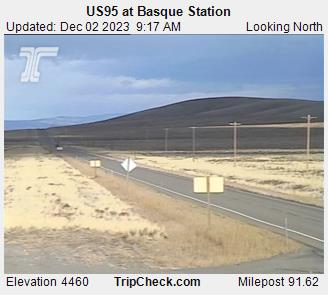 US95 at Basque Station
Updated: Dec 02 2023 9:17 AM Looking North
Elevation 4460 TripCheck.com Milepost 91.62